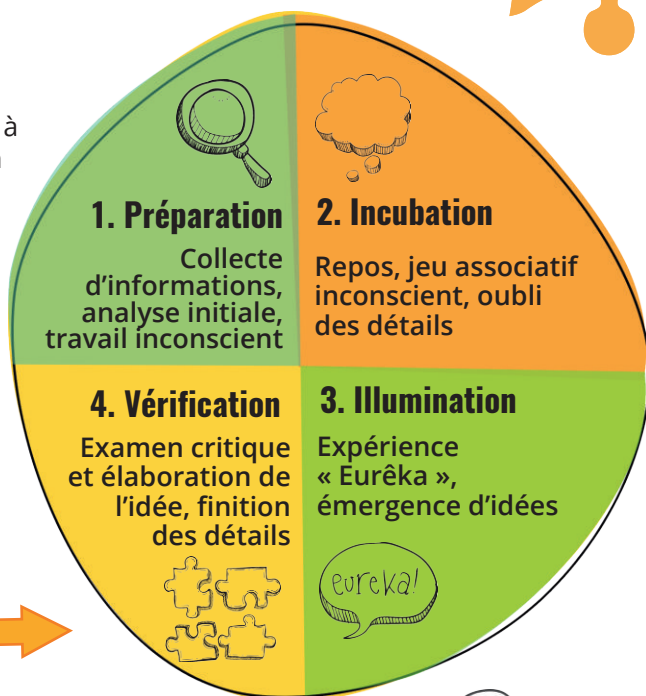 à
1. Préparation
Collecte
d'informations,
analyse initiale,
travail inconscient
2. Incubation
Repos, jeu associatif
inconscient, oubli
des détails
3. Illumination
Expérience
« Eurêka »,
émergence d'idées
eureka!
4. Vérification
Examen critique
et élaboration de
l'idée, finition
des détails